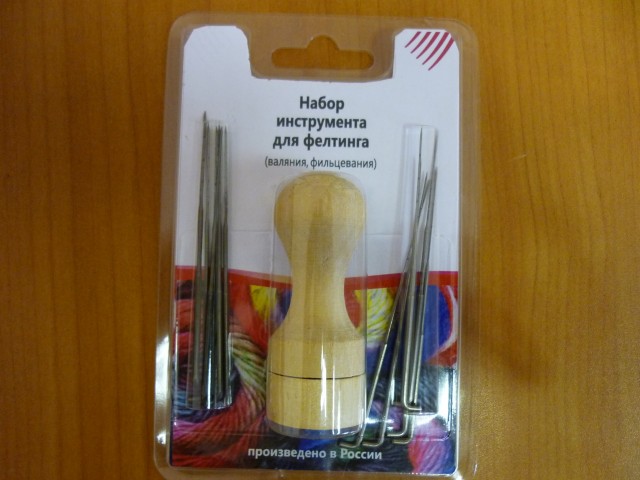 Набор
инструмента
для фелтинга
(валяния, фильцевания)
произведено в России